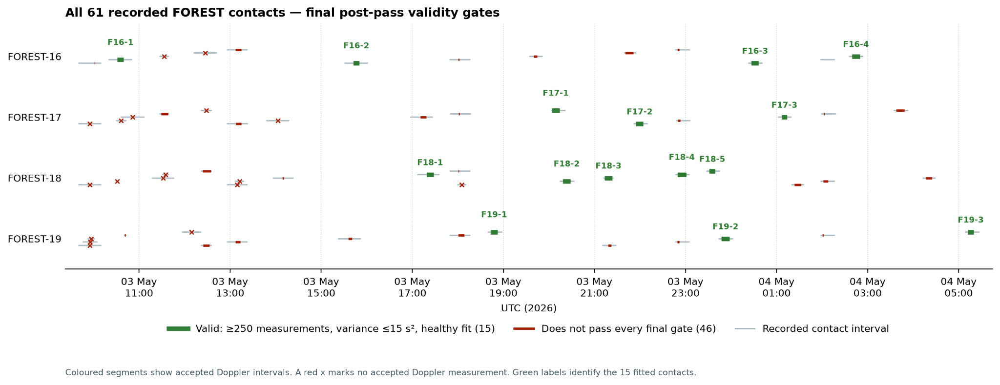 All 61 recorded FOREST contacts — final post-pass validity gates
F16-1
F16-2
F16-3
F16-4
FOREST-16
F17-1
F17-2
F17-3
FOREST-17
F18-1
F18-2
F18-3
F18-4
F18-5
FOREST-18
F19-1
F19-2
F19-3
FOREST-19
03 May 11:00
03 May 13:00
03 May 15:00
03 May 17:00
03 May 19:00
03 May 21:00
03 May 23:00
04 May 01:00
04 May 03:00
04 May 05:00
UTC (2026)
Valid: ≥250 measurements, variance ≤15 s², healthy fit (15)
Does not pass every final gate (46)
Recorded contact interval
Coloured segments show accepted Doppler intervals. A red x marks no accepted Doppler measurement. Green labels identify the 15 fitted contacts.